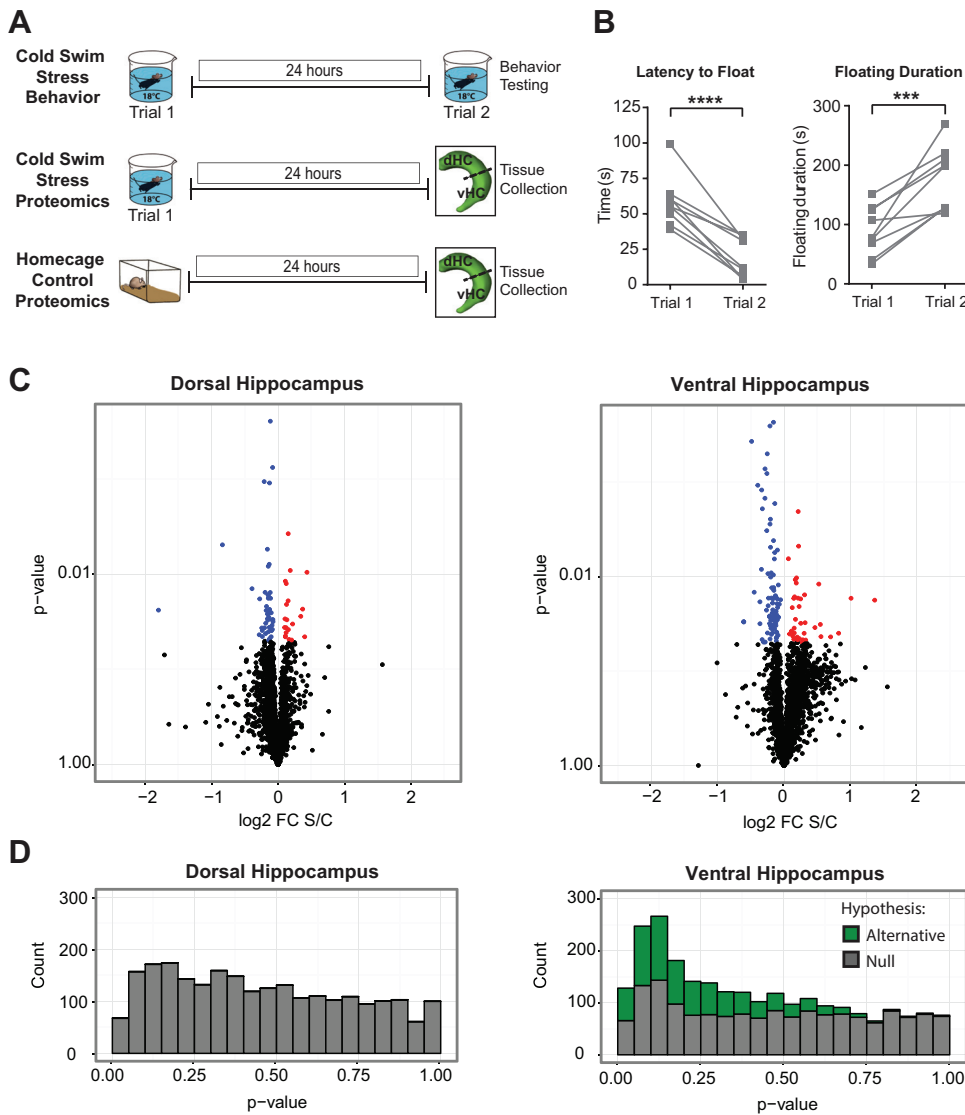 A
Cold Swim
Stress
Behavior
18°C
Trial 1
24 hours
18°C
Trial 2
Behavior
Testing
Cold Swim
Stress
Proteomics
18°C
Trial 1
24 hours
dHC
vHC
Tissue
Collection
Homecage
Control
Proteomics
24 hours
dHC
vHC
Tissue
Collection
B
Latency to Float
****
Time (s)
125
100
75
50
25
0
Trial 1 Trial 2
Floating Duration
***
Floating duration (s)
300
200
100
0
Trial 1 Trial 2
C
Dorsal Hippocampus
p-value
0.01
1.00
−2 −1 0 1 2
log2 FC S/C
Ventral Hippocampus
p-value
0.01
1.00
−2 −1 0 1 2
log2 FC S/C
D
Dorsal Hippocampus
Count
300
200
100
0
0.00 0.25 0.50 0.75 1.00
p-value
Ventral Hippocampus
Count
300
200
100
0
Hypothesis:
Alternative
Null
0.00 0.25 0.50 0.75 1.00
p-value